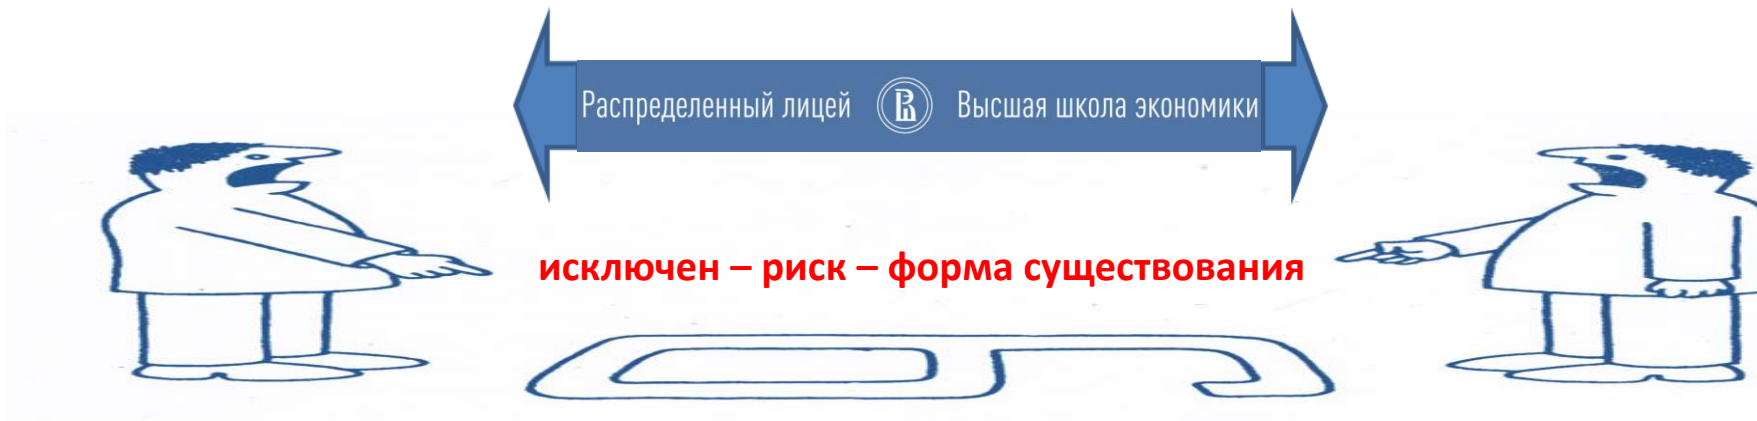 Распределенный лицей Высшая школа экономики
исключен – риск – форма существования